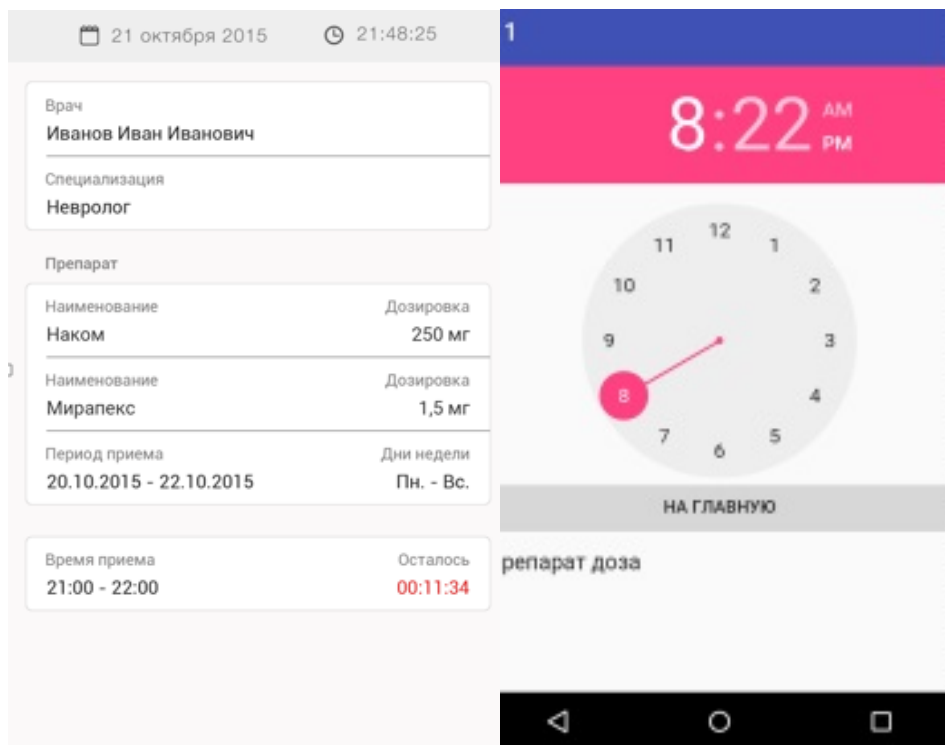 21 октября 2015 21:48:25
Врач
Иванов Иван Иванович
Специализация
Невролог
Препарат
Наименование Дозировка
Наком 250 мг
Наименование Дозировка
Мирапекс 1,5 мг
Период приема Дни недели
20.10.2015 - 22.10.2015 Пн. - Вс.
Время приема Осталось
21:00 - 22:00 00:11:34
1
8:22 AM
PM
12
11 1
10 2
9 3
8 4
7 5
6
НА ГЛАВНУЮ
репарат доза